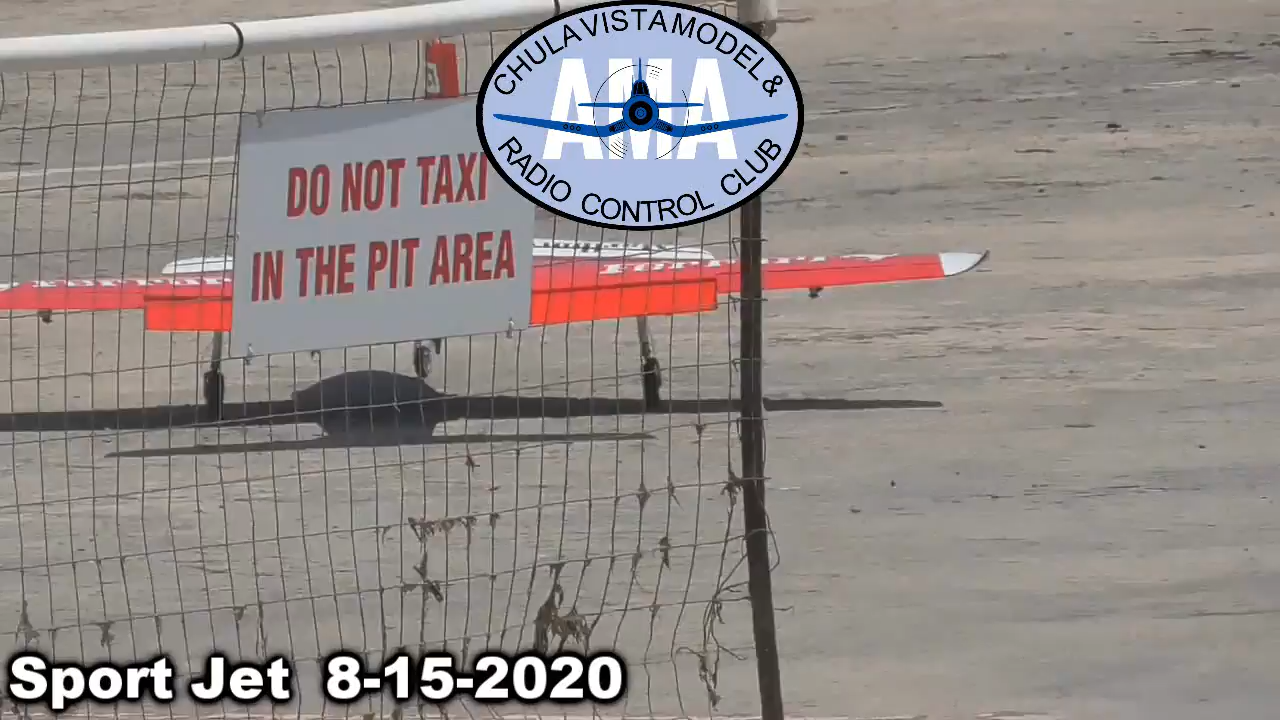 CHULA VISTA MODEL &
AMA
RADIO CONTROL CLUB
DO NOT TAXI
IN THE PIT AREA
Sport Jet 8-15-2020